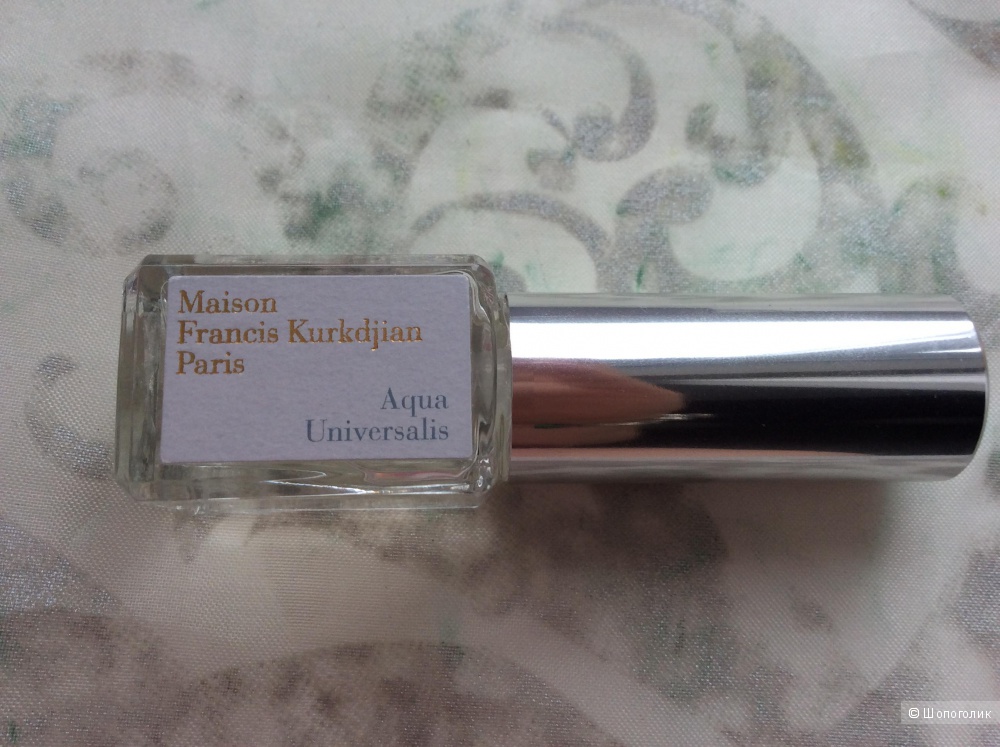 Maison
Francis Kurkdjian
Paris
Aqua
Universalis
© Шопоголик